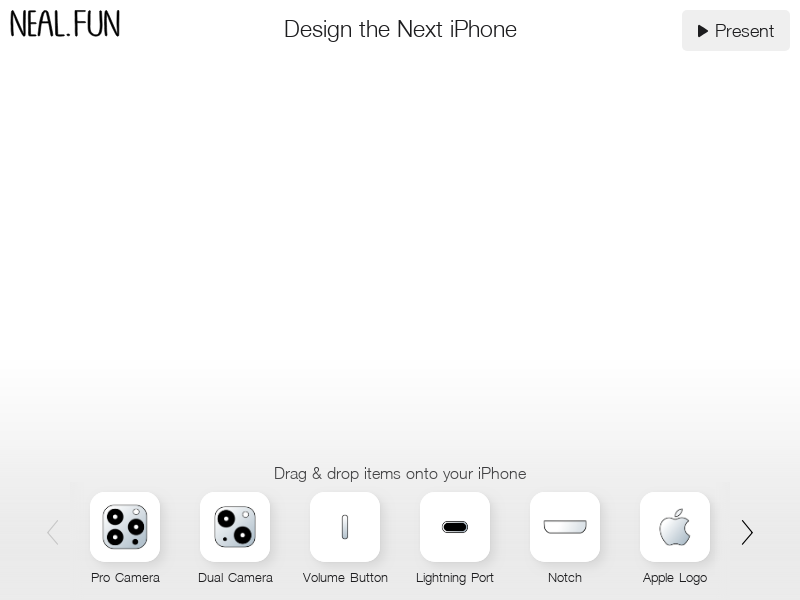 NEAL.FUN
Design the Next iPhone
Present
Drag & drop items onto your iPhone
Pro Camera
Dual Camera
Volume Button
Lightning Port
Notch
Apple Logo